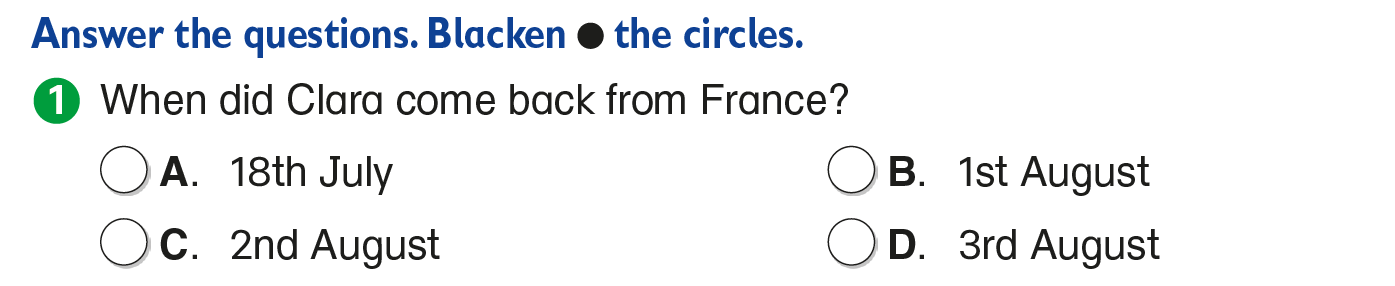 Answer the questions. Blacken ● the circles.
1 When did Clara come back from France?
A. 18th July B. 1st August
C. 2nd August D. 3rd August